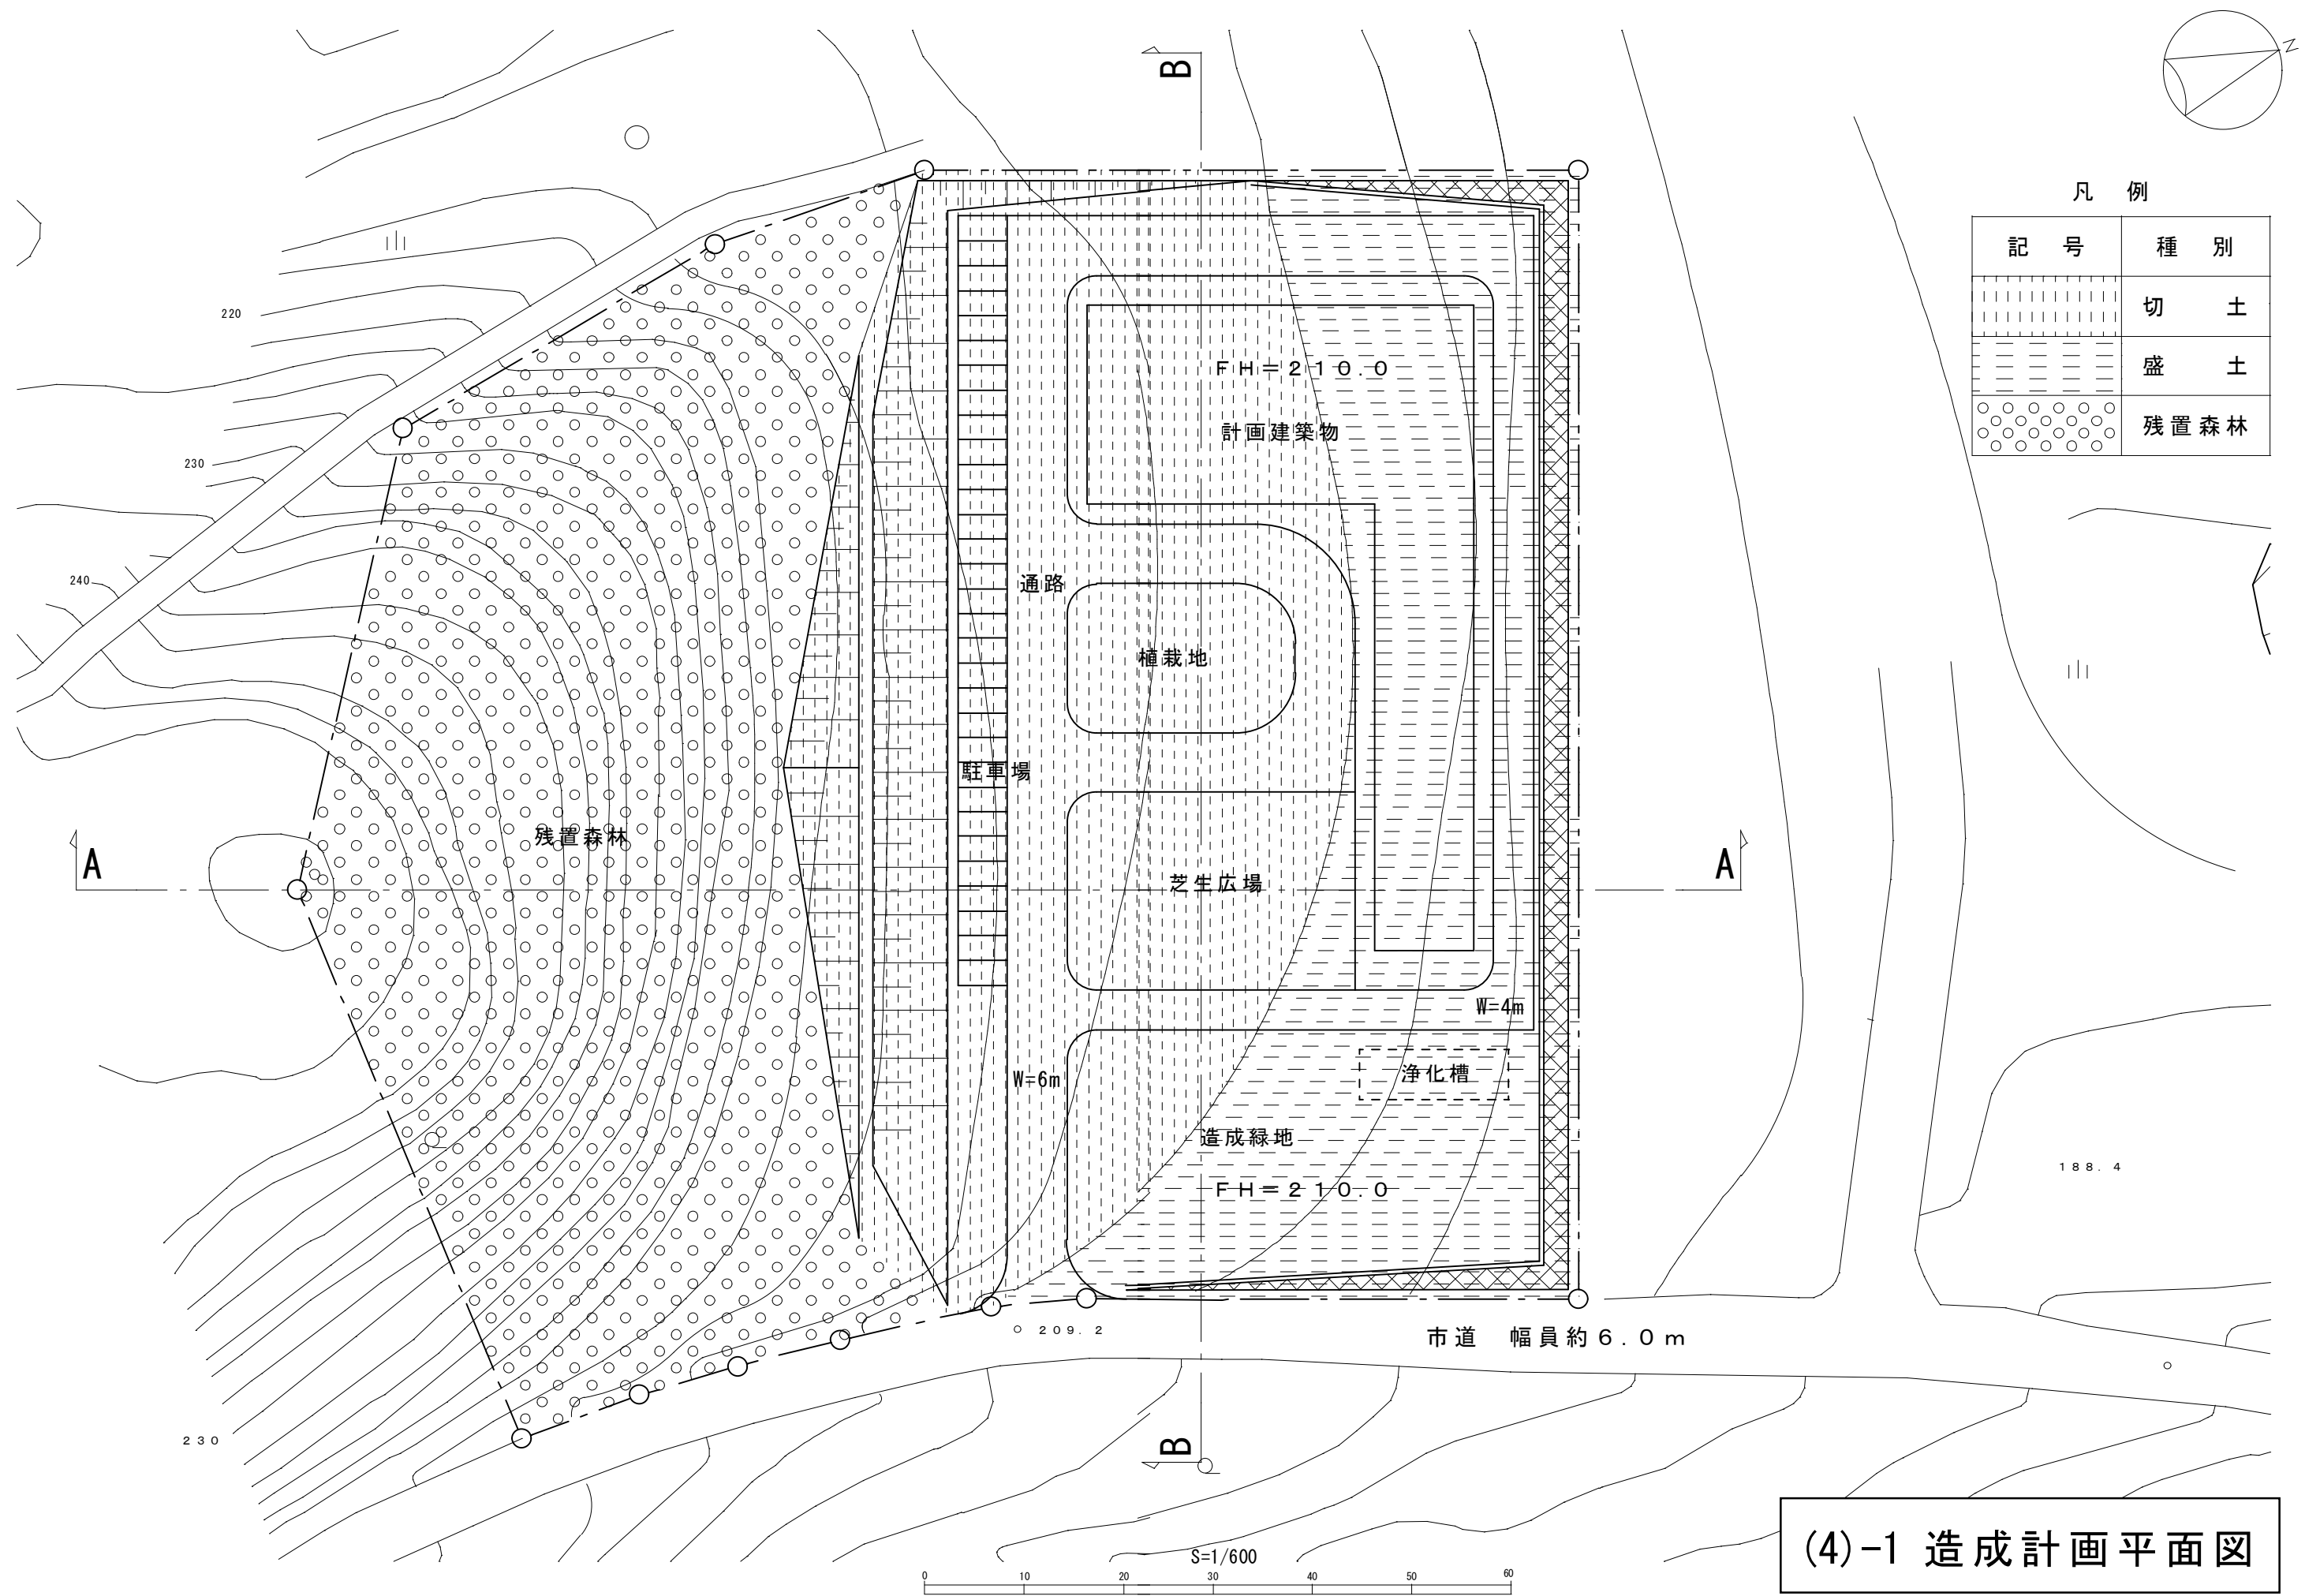 B
N
凡 例
記 号 種 別
切 土
盛 土
残置森林
220
FH=210.0
計画建築物
230
通路
240
植栽地
駐車場
残置森林
A
A
芝生広場
W=4m
浄化槽
W=6m
造成緑地
188.4
FH=210.0
209.2
市道 幅員約6.0m
230
B
(4)-1 造成計画平面図
S=1/600
0 10 20 30 40 50 60